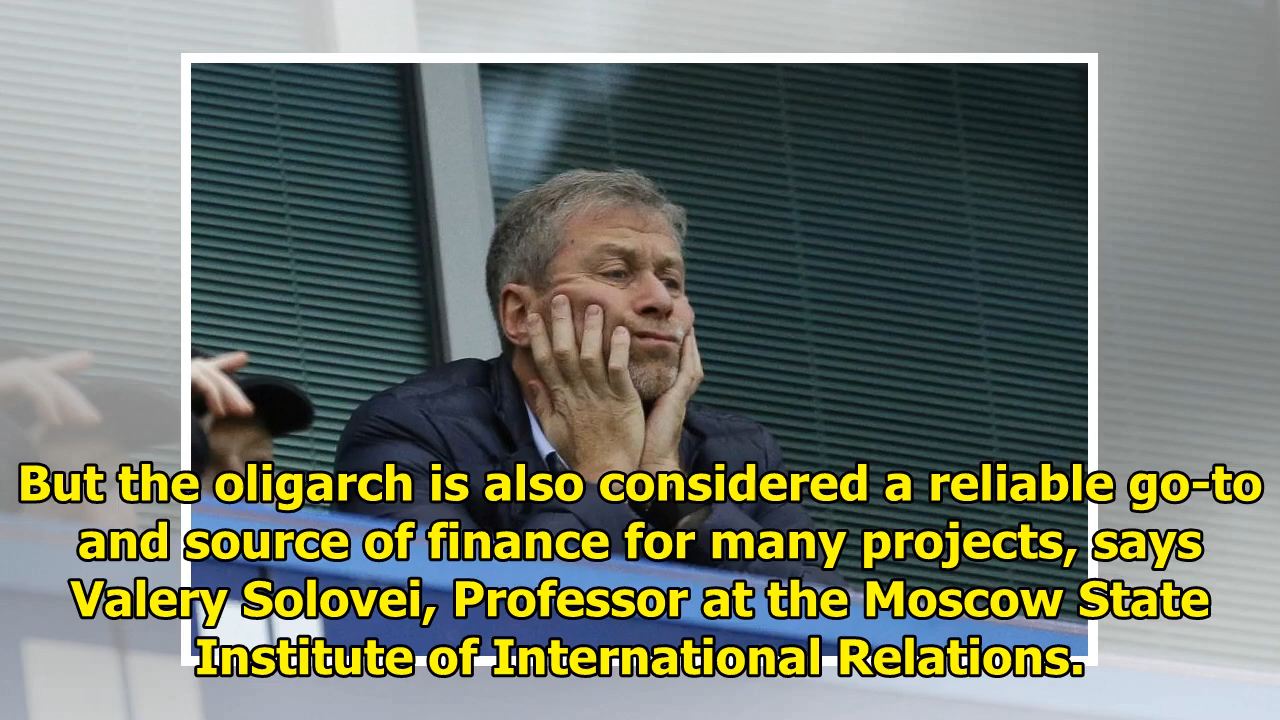 But the oligarch is also considered a reliable go-to
and source of finance for many projects, says
Valery Solovei, Professor at the Moscow State
Institute of International Relations.